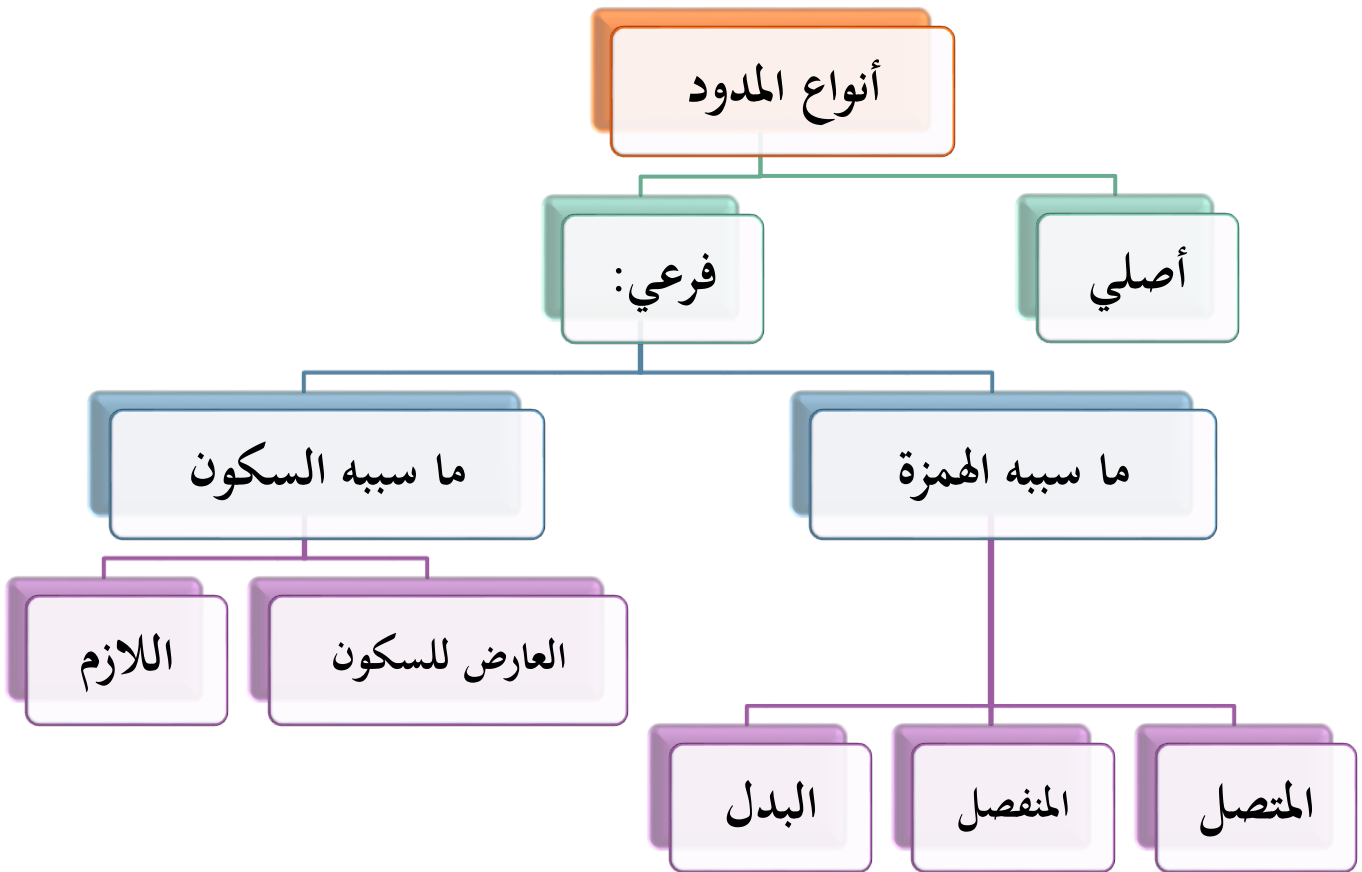 أنواع المدود
أصلي
فرعي:
ما سببه الهمزة
ما سببه السكون
العارض للسكون
اللازم
المتصل
المنفصل
البدل